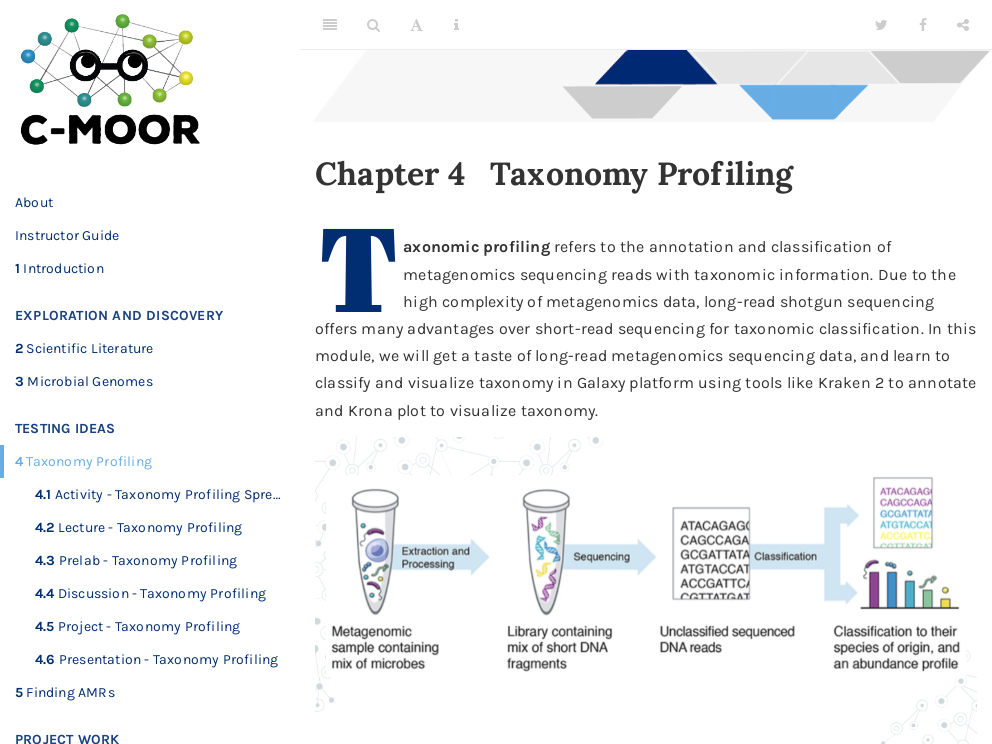 C-MOOR
About
Instructor Guide
1 Introduction
EXPLORATION AND DISCOVERY
2 Scientific Literature
3 Microbial Genomes
TESTING IDEAS
4 Taxonomy Profiling
4.1 Activity - Taxonomy Profiling Spre...
4.2 Lecture - Taxonomy Profiling
4.3 Prelab - Taxonomy Profiling
4.4 Discussion - Taxonomy Profiling
4.5 Project - Taxonomy Profiling
4.6 Presentation - Taxonomy Profiling
5 Finding AMRs
PROJECT WORK
Chapter 4 Taxonomy Profiling
Taxonomic profiling refers to the annotation and classification of
metagenomics sequencing reads with taxonomic information. Due to the
high complexity of metagenomics data, long-read shotgun sequencing
offers many advantages over short-read sequencing for taxonomic classification. In this
module, we will get a taste of long-read metagenomics sequencing data, and learn to
classify and visualize taxonomy in Galaxy platform using tools like Kraken 2 to annotate
and Krona plot to visualize taxonomy.
Extraction and
Processing
Sequencing
ATACAGAG
CAGCCAGA
GCGATTATA
ATGTACCAT
ACCGATTC
CGTTATGAT
Classification
ATACAGAG
CAGCCAGA
GCGATTATA
ATGTACCAT
ACCGATTC
Metagenomic
sample containing
mix of microbes
Library containing
mix of short DNA
fragments
Unclassified sequenced
DNA reads
Classification to their
species of origin, and
an abundance profile